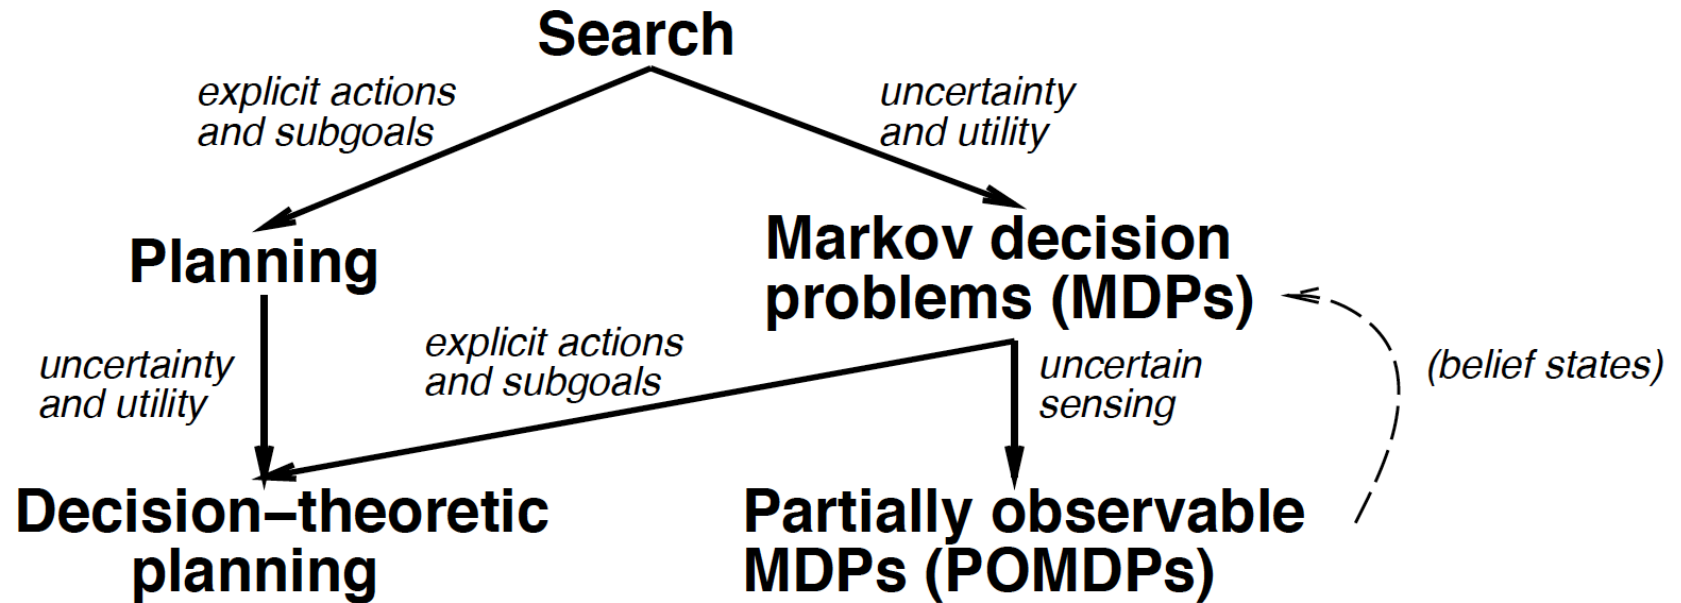 Search
explicit actions
and subgoals
uncertainty
and utility
Planning
Markov decision
problems (MDPs)
uncertainty
and utility
explicit actions
and subgoals
uncertain
sensing
(belief states)
Decision–theoretic
planning
Partially observable
MDPs (POMDPs)